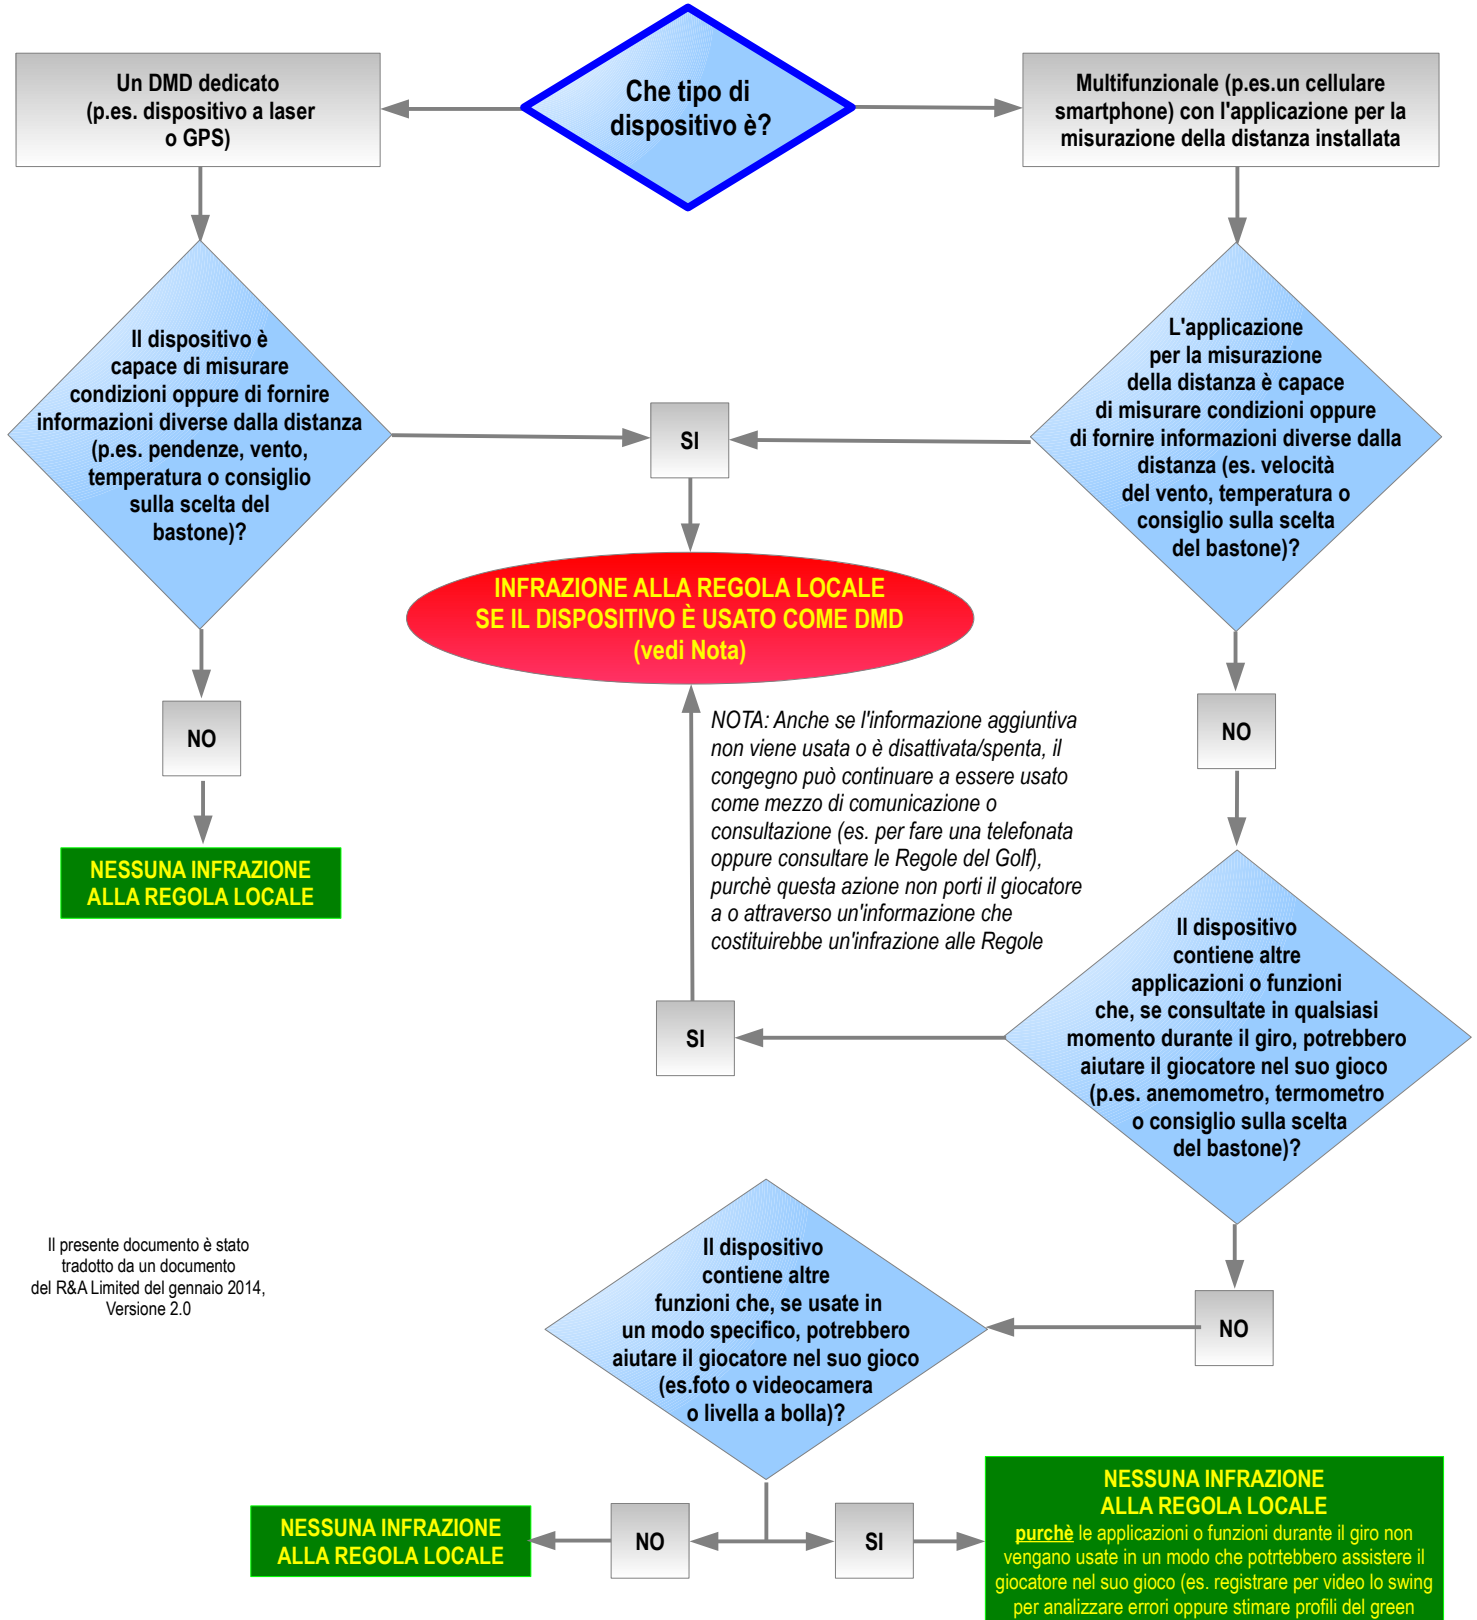 Che tipo di
dispositivo è?
Un DMD dedicato
(p.es. dispositivo a laser
o GPS)
Multifunzionale (p.es.un cellulare
smartphone) con l'applicazione per la
misurazione della distanza installata
Il dispositivo è
capace di misurare
condizioni oppure di fornire
informazioni diverse dalla distanza
(p.es. pendenze, vento,
temperatura o consiglio
sulla scelta del
bastone)?
SI
L'applicazione
per la misurazione
della distanza è capace
di misurare condizioni oppure
di fornire informazioni diverse dalla
distanza (es. velocità
del vento, temperatura o
consiglio sulla scelta
del bastone)?
INFRAZIONE ALLA REGOLA LOCALE
SE IL DISPOSITIVO È USATO COME DMD
(vedi Nota)
NO
NO
NOTA: Anche se l'informazione aggiuntiva
non viene usata o è disattivata/spenta, il
congegno può continuare a essere usato
come mezzo di comunicazione o
consultazione (es. per fare una telefonata
oppure consultare le Regole del Golf),
purchè questa azione non porti il giocatore
a o attraverso un'informazione che
costituirebbe un'infrazione alle Regole
NESSUNA INFRAZIONE
ALLA REGOLA LOCALE
Il dispositivo
contiene altre
applicazioni o funzioni
che, se consultate in qualsiasi
momento durante il giro, potrebbero
aiutare il giocatore nel suo gioco
(p.es. anemometro, termometro
o consiglio sulla scelta
del bastone)?
SI
Il presente documento è stato
tradotto da un documento
del R&A Limited del gennaio 2014,
Versione 2.0
Il dispositivo
contiene altre
funzioni che, se usate in
un modo specifico, potrebbero
aiutare il giocatore nel suo gioco
(es.foto o videocamera
o livella a bolla)?
NO
NESSUNA INFRAZIONE
ALLA REGOLA LOCALE
NO
SI
NESSUNA INFRAZIONE
ALLA REGOLA LOCALE
purchè le applicazioni o funzioni durante il giro non
vengano usate in un modo che potrtebbero assistere il
giocatore nel suo gioco (es. registrare per video lo swing
per analizzare errori oppure stimare profili del green